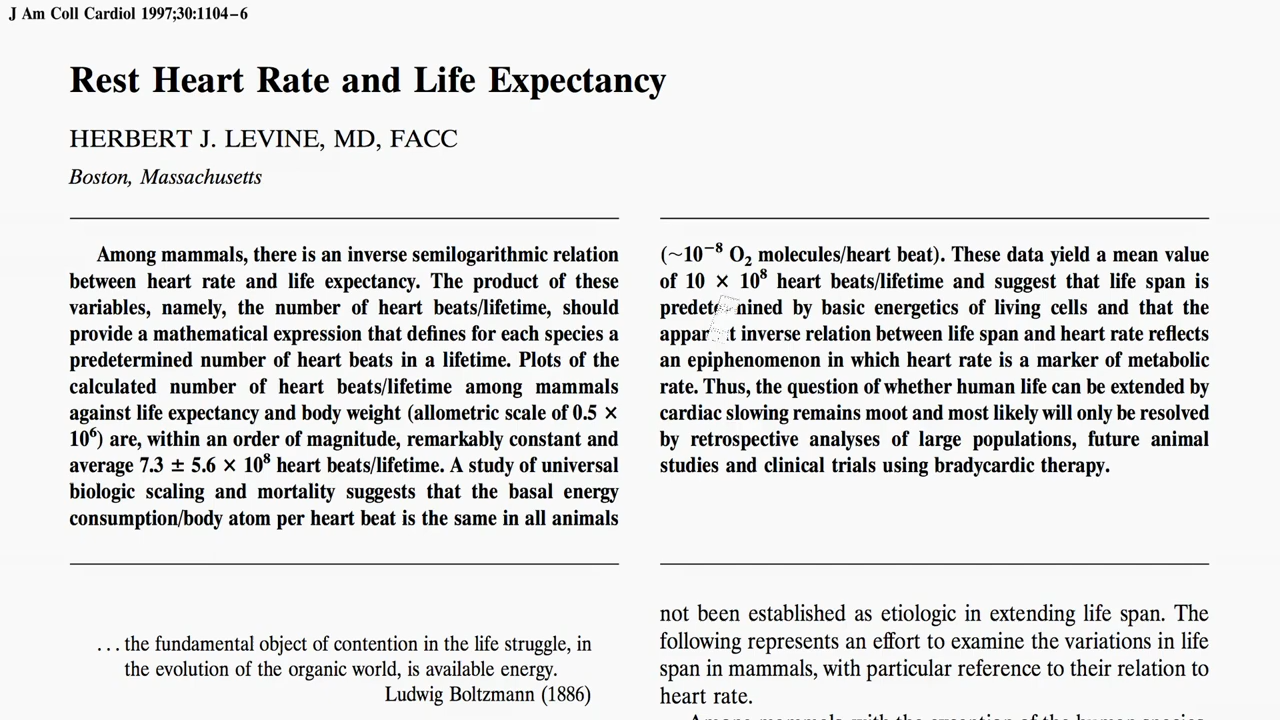 J Am Coll Cardiol 1997;30:1104–6
Rest Heart Rate and Life Expectancy
HERBERT J. LEVINE, MD, FACC
Boston, Massachusetts
Among mammals, there is an inverse semilogarithmic relation
between heart rate and life expectancy. The product of these
variables, namely, the number of heart beats/lifetime, should
provide a mathematical expression that defines for each species a
predetermined number of heart beats in a lifetime. Plots of the
calculated number of heart beats/lifetime among mammals
against life expectancy and body weight (allometric scale of 0.5 ×
10⁶) are, within an order of magnitude, remarkably constant and
average 7.3 ± 5.6 × 10⁸ heart beats/lifetime. A study of universal
biologic scaling and mortality suggests that the basal energy
consumption/body atom per heart beat is the same in all animals
(~10⁻⁸ O₂ molecules/heart beat). These data yield a mean value
of 10 × 10⁸ heart beats/lifetime and suggest that life span is
by basic energetics of living cells and that the
inverse relation between life span and heart rate reflects
an epiphenomenon in which heart rate is a marker of metabolic
rate. Thus, the question of whether human life can be extended by
cardiac slowing remains moot and most likely will only be resolved
by retrospective analyses of large populations, future animal
studies and clinical trials using bradycardic therapy.
... the fundamental object of contention in the life struggle, in
the evolution of the organic world, is available energy.
Ludwig Boltzmann (1886)
not been established as etiologic in extending life span. The
following represents an effort to examine the variations in life
span in mammals, with particular reference to their relation to
heart rate.